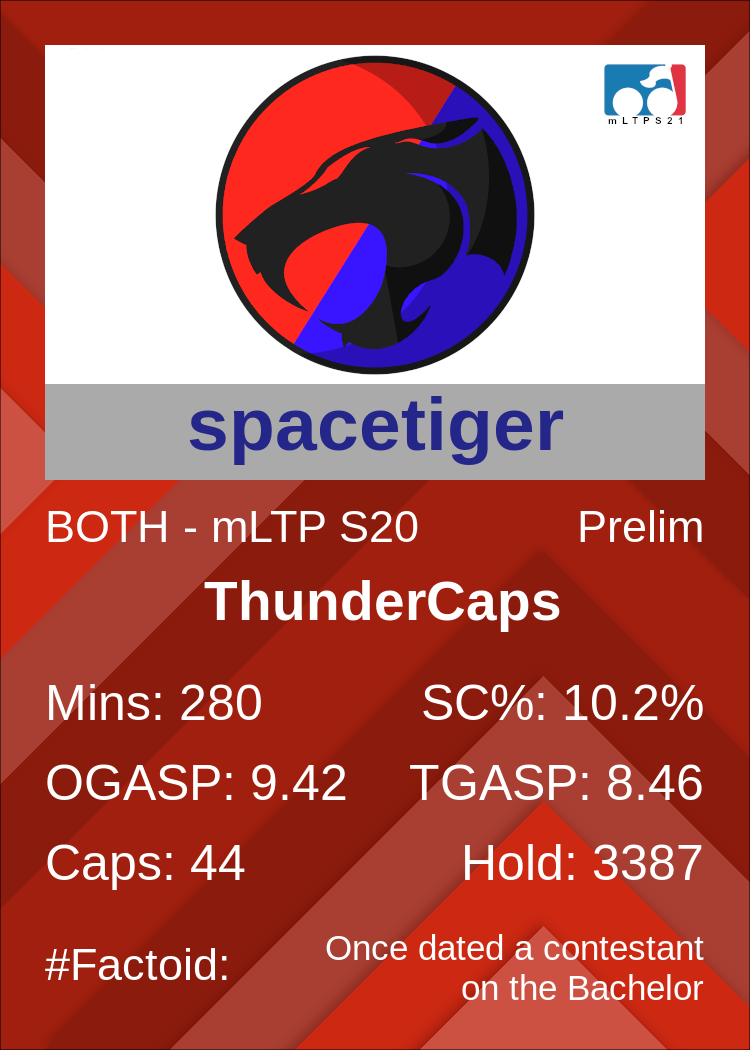 mLTPS21
spacetiger
BOTH - mLTP S20 Prelim
ThunderCaps
Mins: 280 SC%: 10.2%
OGASP: 9.42 TGASP: 8.46
Caps: 44 Hold: 3387
#Factoid: Once dated a contestant
on the Bachelor